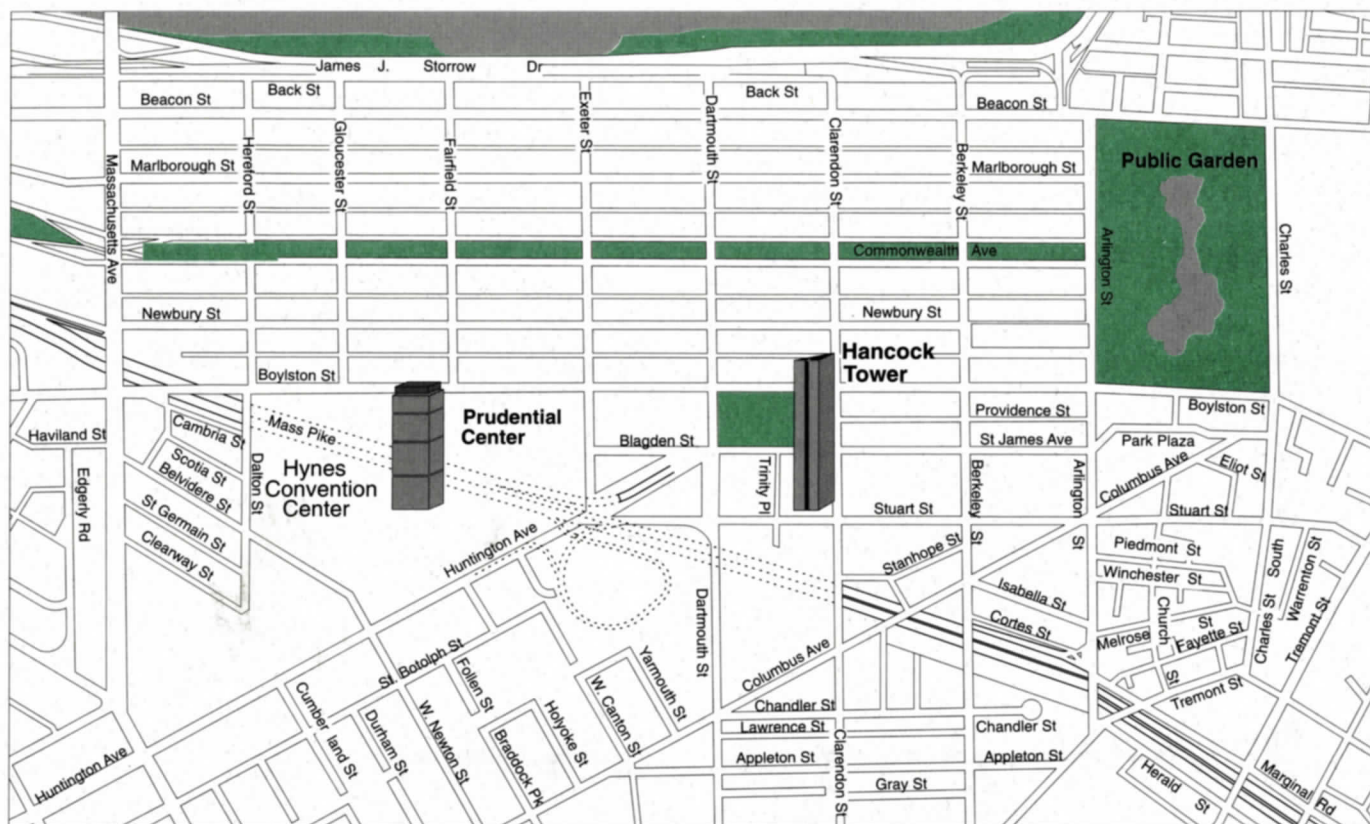 James J. Storrow Dr
Beacon St
Back St
Back St
Beacon St
Exeter St
Dartmouth St
Clarendon St
Hereford St
Gloucester St
Fairfield St
Berkeley St
Massachusetts Ave
Marlborough St
Marlborough St
Public Garden
Commonwealth Ave
Arlington St
Charles St
Newbury St
Newbury St
Hancock
Tower
Boylston St
Boylston St
Prudential
Center
Providence St
Haviland St
Cambria St
Mass Pike
Blagden St
St James Ave
Park Plaza
Scotia St
Belvidere St
Dalton St
Hynes
Convention
Center
Trinity Pl
Berkeley St
Arlington St
Columbus Ave
Eliot St
Edgerly Rd
St Germain St
Clearway St
Stuart St
Stuart St
Huntington Ave
Stanhope St
Piedmont St
Winchester St
Isabella St
Cortes St
Church St
Melrose St
Fayette St
Charles St South
Warrenton St
Tremont St
Dartmouth St
Columbus Ave
St. Botolph St
Follen St
Yarmouth St
W. Canton St
Holyoke St
Braddock Pk
W. Newton St
Durham St
Cumberland St
Tremont St
Chandler St
Lawrence St
Chandler St
Appleton St
Appleton St
Clarendon St
Gray St
Huntington Ave
Herald St
Marginal Rd